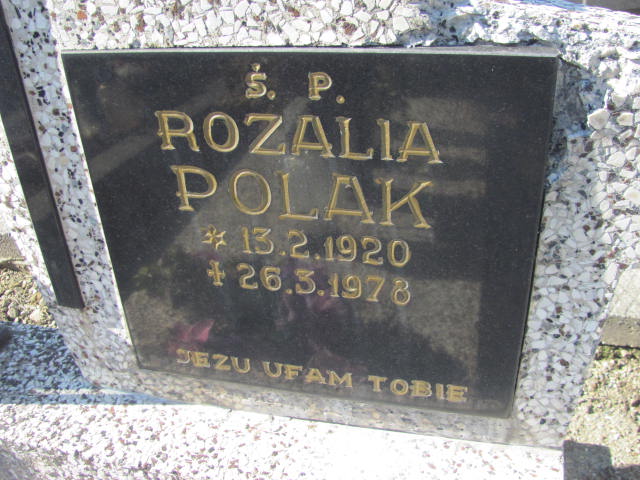 Ś. P.
ROZALIA
POLAK
* 13.2.1920
✝ 26.3.1978
JEZU UFAM TOBIE